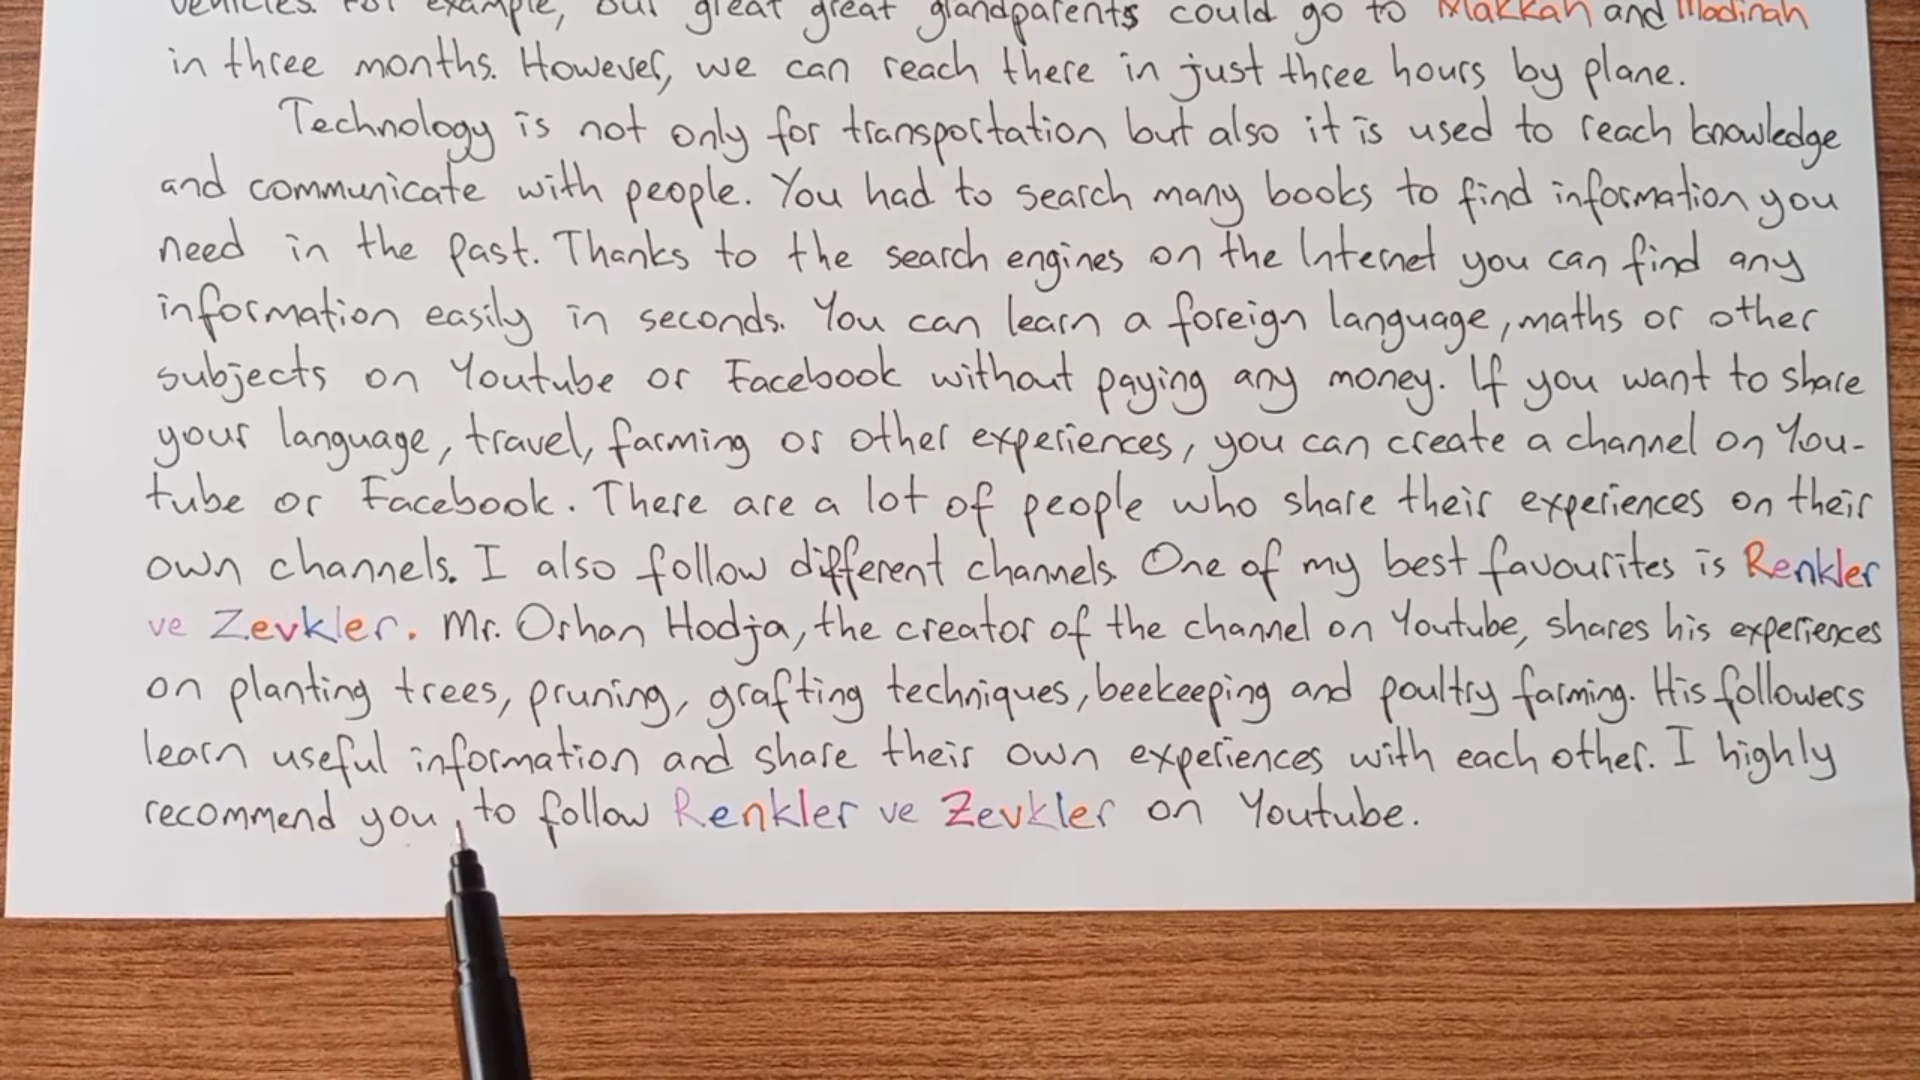 vehicles. For example, our great great grandparents could go to Makkah and Madinah
in three months. However, we can reach there in just three hours by plane.
Technology is not only for transportation but also it is used to reach knowledge
and communicate with people. You had to search many books to find information you
need in the past. Thanks to the search engines on the Internet you can find any
information easily in seconds. You can learn a foreign language, maths or other
subjects on Youtube or Facebook without paying any money. If you want to share
your language, travel, farming or other experiences, you can create a channel on You-
tube or Facebook. There are a lot of people who share their experiences on their
own channels. I also follow different channels. One of my best favourites is Renkler
ve Zevkler. Mr. Orhan Hodja, the creator of the channel on Youtube, shares his experiences
on planting trees, pruning, grafting techniques, beekeeping and poultry farming. His followers
learn useful information and share their own experiences with each other. I highly
recommend you to follow Renkler ve Zevkler on Youtube.